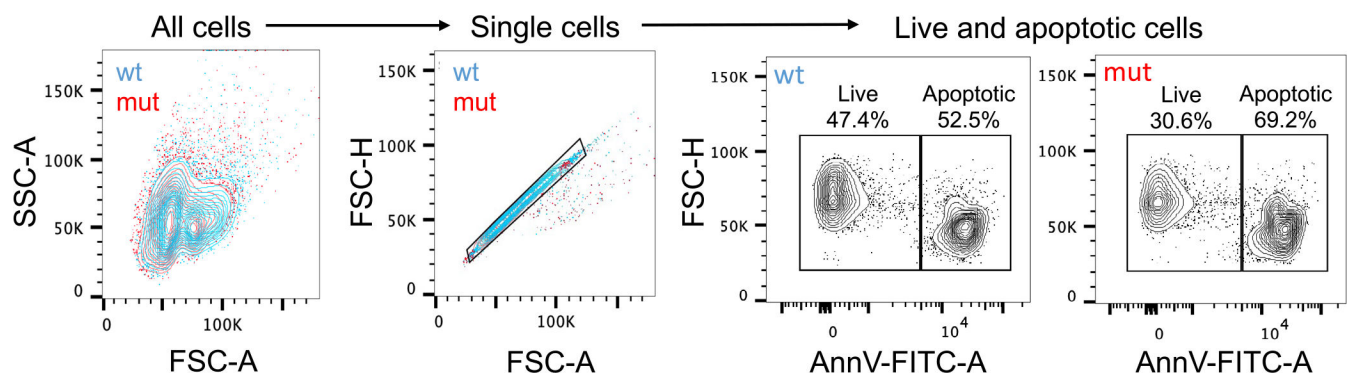 All cells
Single cells
Live and apoptotic cells
wt
mut
150K
100K
50K
0
0
100K
SSC-A
FSC-A
wt
mut
150K
100K
50K
0
0
100K
FSC-H
FSC-A
wt
Live
47.4%
Apoptotic
52.5%
150K
100K
50K
0
0
10⁴
FSC-H
AnnV-FITC-A
mut
Live
30.6%
Apoptotic
69.2%
150K
100K
50K
0
0
10⁴
AnnV-FITC-A